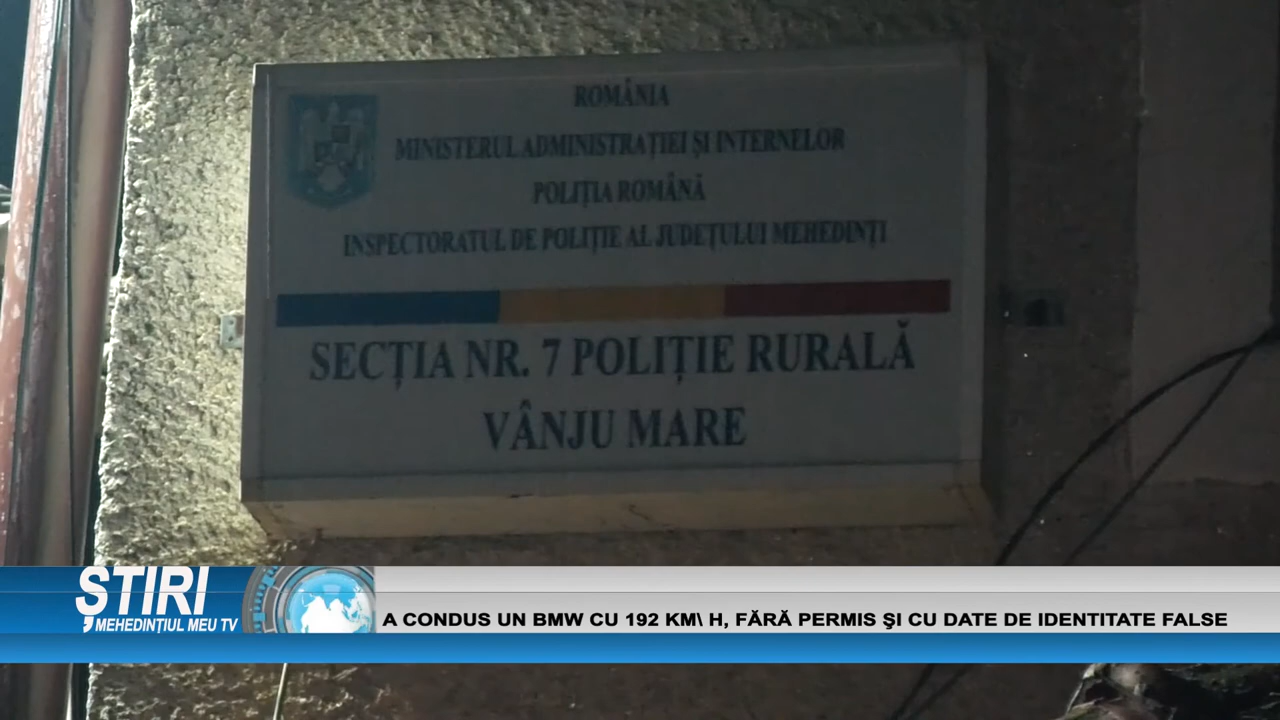 ROMÂNIA
MINISTERUL ADMINISTRAȚIEI ȘI INTERNELOR
POLIȚIA ROMÂNĂ
INSPECTORATUL DE POLIȚIE AL JUDEȚULUI MEHEDINȚI
SECȚIA NR. 7 POLIȚIE RURALĂ
VÂNJU MARE
ȘTIRI
MEHEDINȚIUL MEU TV
A CONDUS UN BMW CU 192 KM\ H, FĂRĂ PERMIS ŞI CU DATE DE IDENTITATE FALSE